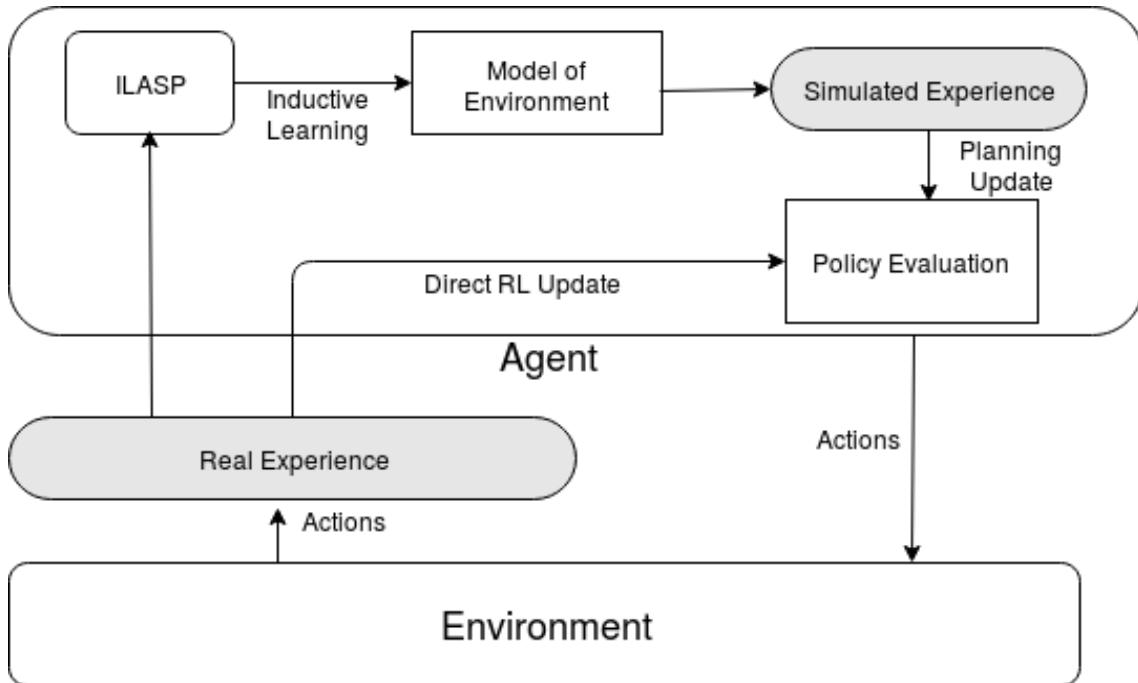 ILASP
Inductive
Learning
Model of
Environment
Simulated Experience
Planning
Update
Policy Evaluation
Direct RL Update
Agent
Real Experience
Actions
Actions
Environment